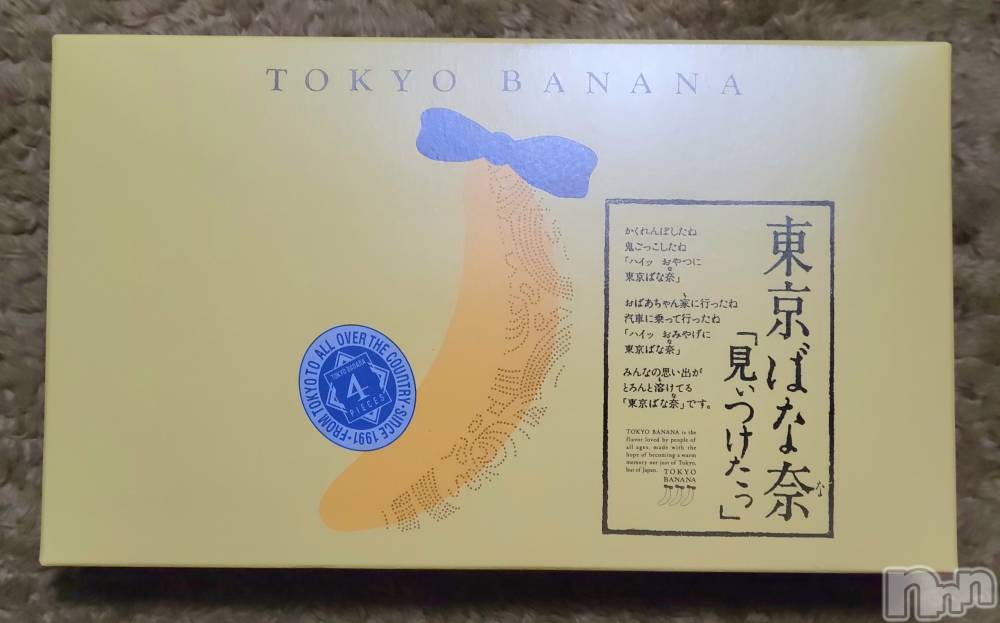 TOKYO BANANA
東京ばな奈
な
「見ぃつけたっ」
かくれんぼしたね
鬼ごっこしたね
「ハイッ おやつに
東京ばな奈」
おばあちゃん家に行ったね
汽車に乗って行ったね
「ハイッ おみやげに
東京ばな奈」
みんなの思い出が
とろんと溶けてる
「東京ばな奈」です。
TOKYO BANANA is the
flavor loved by people of
all ages, made with the
hope of becoming a warm
memory not just of Tokyo,
but of Japan.
TOKYO
BANANA
FROM TOKYO TO ALL OVER THE COUNTRY・SINCE 1991・
TOKYO BANANA
4
PIECES
nnn